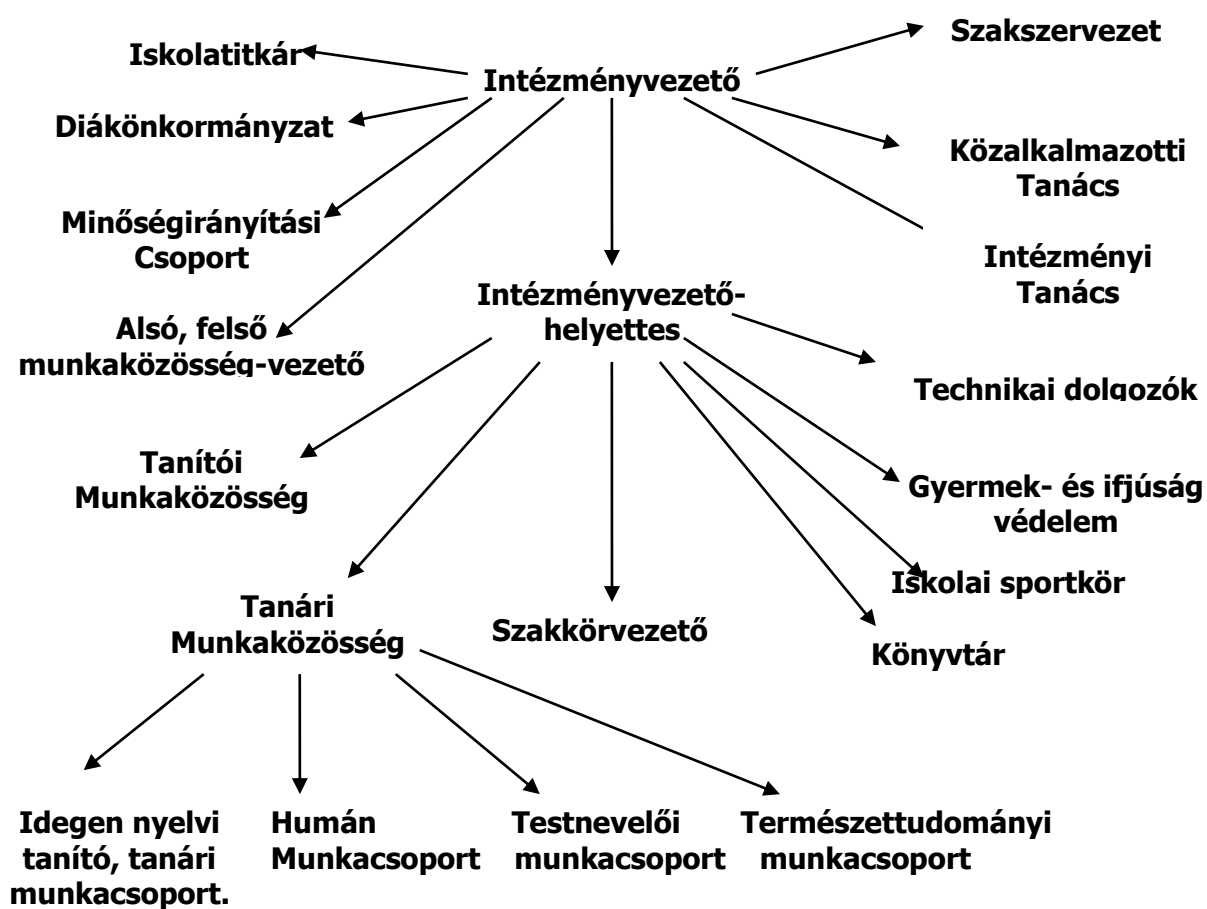 Szakszervezet
Iskolatitkár
Intézményvezető
Diákönkormányzat
Közalkalmazotti
Tanács
Minőségirányítási
Csoport
Intézményi
Tanács
Intézményvezető-
helyettes
Alsó, felső
munkaközösség-vezető
Technikai dolgozók
Tanítói
Munkaközösség
Gyermek- és ifjúság
védelem
Iskolai sportkör
Tanári
Munkaközösség
Szakkörvezető
Könyvtár
Idegen nyelvi
tanító, tanári
munkacsoport.
Humán
Munkacsoport
Testnevelői
munkacsoport
Természettudományi
munkacsoport